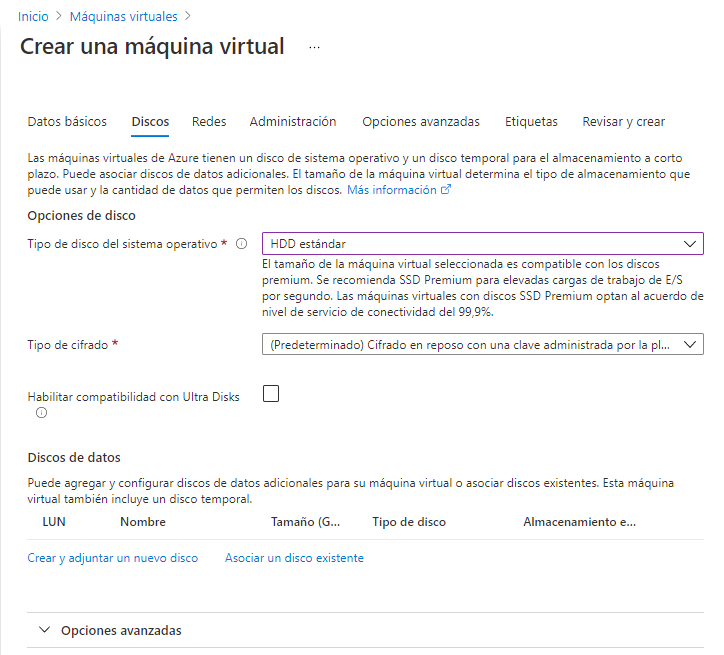 Inicio > Máquinas virtuales >
Crear una máquina virtual ...
Datos básicos Discos Redes Administración Opciones avanzadas Etiquetas Revisar y crear
Las máquinas virtuales de Azure tienen un disco de sistema operativo y un disco temporal para el almacenamiento a corto
plazo. Puede asociar discos de datos adicionales. El tamaño de la máquina virtual determina el tipo de almacenamiento que
puede usar y la cantidad de datos que permiten los discos. Más información
Opciones de disco
Tipo de disco del sistema operativo * HDD estándar
El tamaño de la máquina virtual seleccionada es compatible con los discos
premium. Se recomienda SSD Premium para elevadas cargas de trabajo de E/S
por segundo. Las máquinas virtuales con discos SSD Premium optan al acuerdo de
nivel de servicio de conectividad del 99,9%.
Tipo de cifrado * (Predeterminado) Cifrado en reposo con una clave administrada por la pl...
Habilitar compatibilidad con Ultra Disks
Discos de datos
Puede agregar y configurar discos de datos adicionales para su máquina virtual o asociar discos existentes. Esta máquina
virtual también incluye un disco temporal.
LUN Nombre Tamaño (G... Tipo de disco Almacenamiento e...
Crear y adjuntar un nuevo disco Asociar un disco existente
Opciones avanzadas